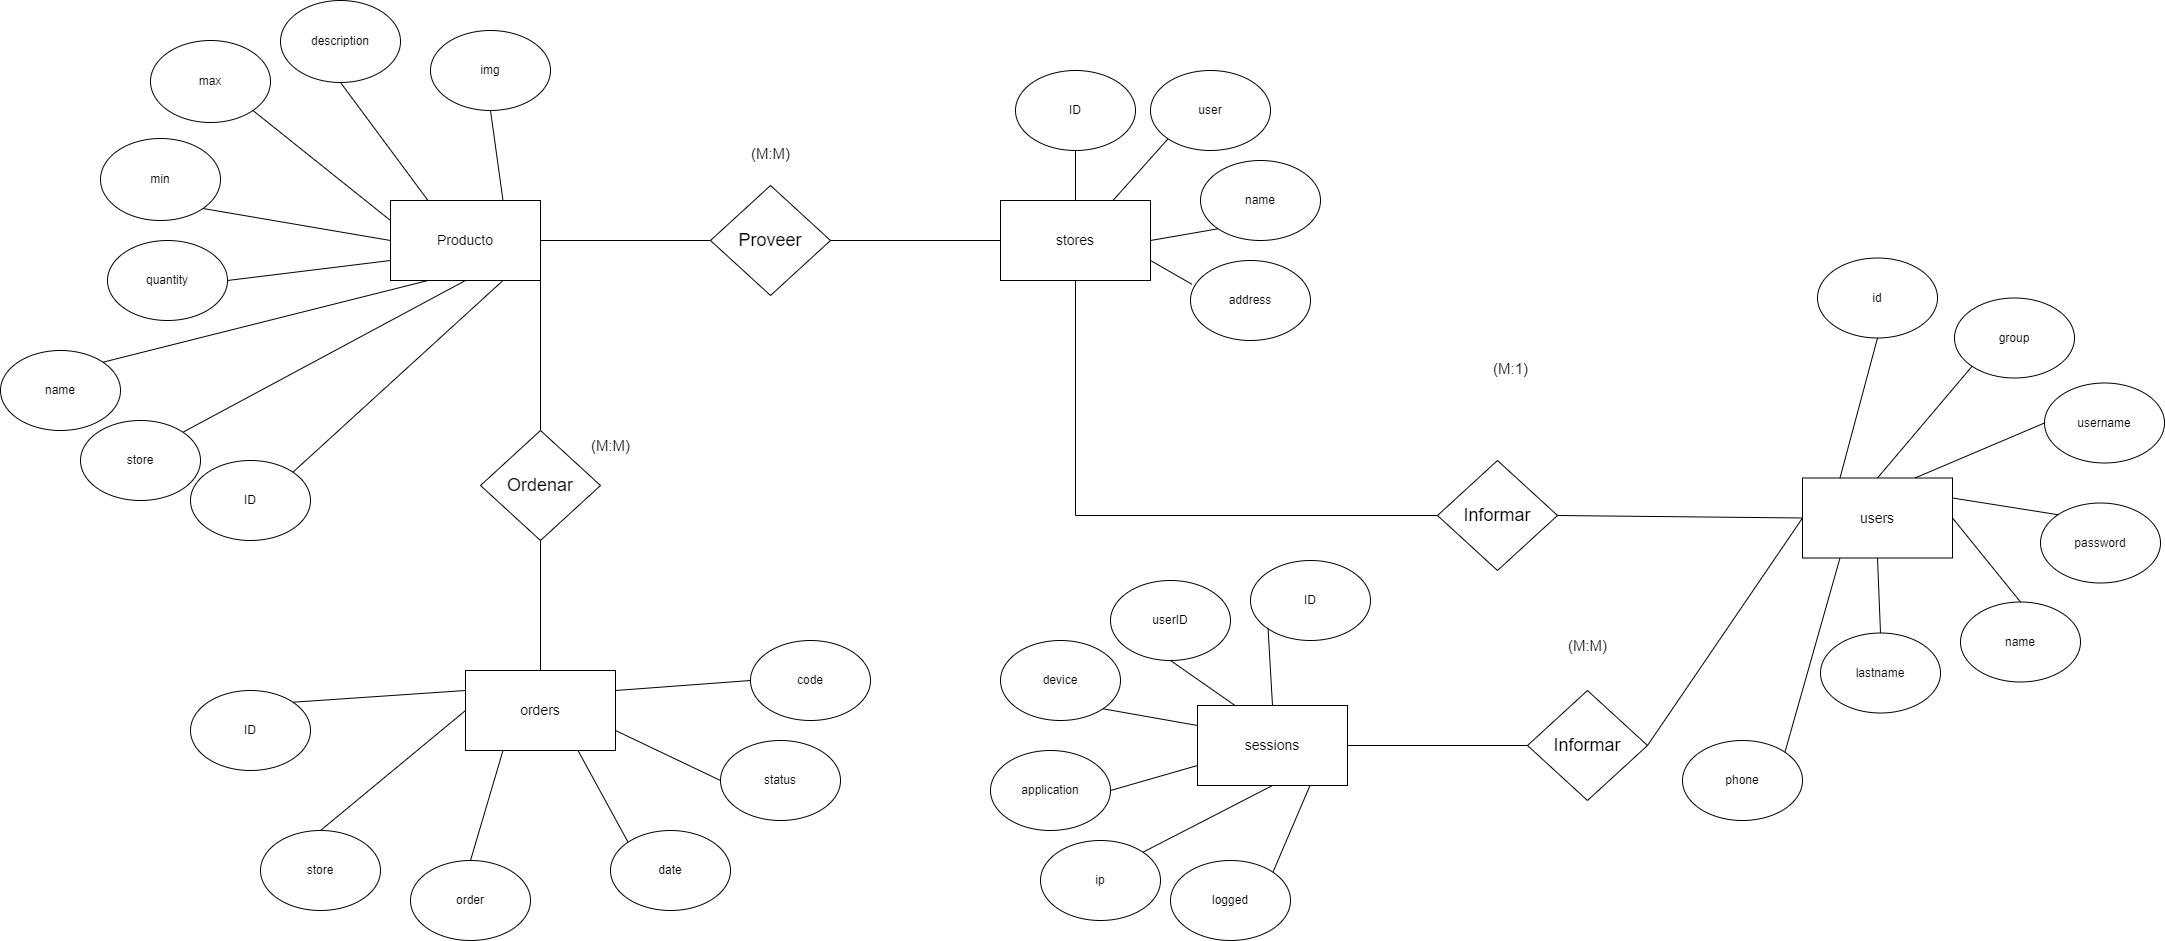 description
img
max
ID
user
(M:M)
min
name
Producto
Proveer
stores
quantity
address
id
group
(M:1)
name
username
(M:M)
store
Ordenar
ID
Informar
users
password
userID
ID
name
(M:M)
lastname
device
code
orders
ID
sessions
Informar
status
phone
application
store
date
ip
order
logged